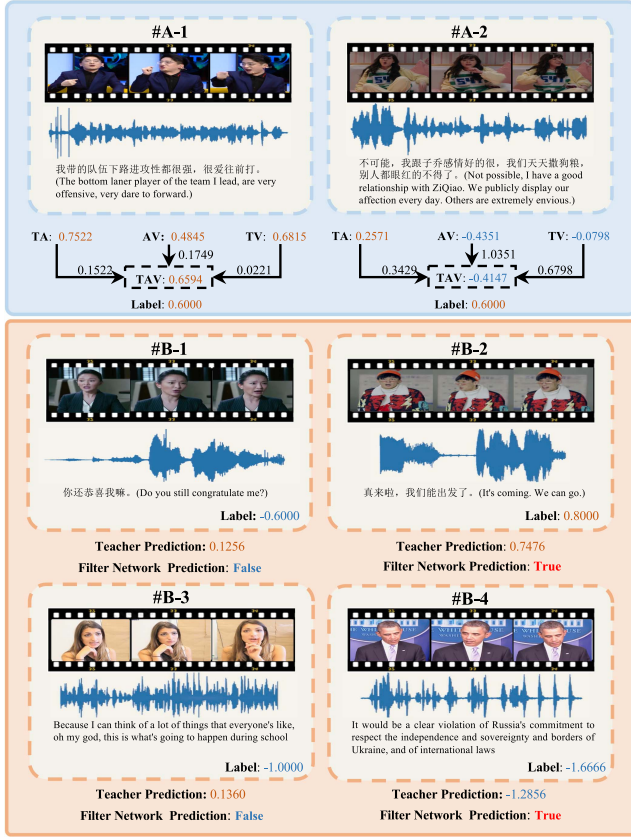 #A-1
#A-2
我带的队伍下路进攻性都很强，很爱往前打。
(The bottom laner player of the team I lead, are very
offensive, very dare to forward.)
不可能，我跟子乔感情好的很，我们天天撒狗粮，
别人都眼红的不得了。(Not possible, I have a good
relationship with ZiQiao. We publicly display our
affection every day. Others are extremely envious.)
TA: 0.7522 AV: 0.4845 TV: 0.6815
0.1522 0.1749 0.0221
TAV: 0.6594
Label: 0.6000
TA: 0.2571 AV: -0.4351 TV: -0.0798
0.3429 1.0351 0.6798
TAV: -0.4147
Label: 0.6000
#B-1
#B-2
你还恭喜我嘛。(Do you still congratulate me?)
Label: -0.6000
真来啦，我们能出发了。(It's coming. We can go.)
Label: 0.8000
Teacher Prediction: 0.1256
Filter Network Prediction: False
Teacher Prediction: 0.7476
Filter Network Prediction: True
#B-3
#B-4
Because I can think of a lot of things that everyone's like,
oh my god, this is what's going to happen during school
Label: -1.0000
It would be a clear violation of Russia's commitment to
respect the independence and sovereignty and borders of
Ukraine, and of international laws
Label: -1.6666
Teacher Prediction: 0.1360
Filter Network Prediction: False
Teacher Prediction: -1.2856
Filter Network Prediction: True